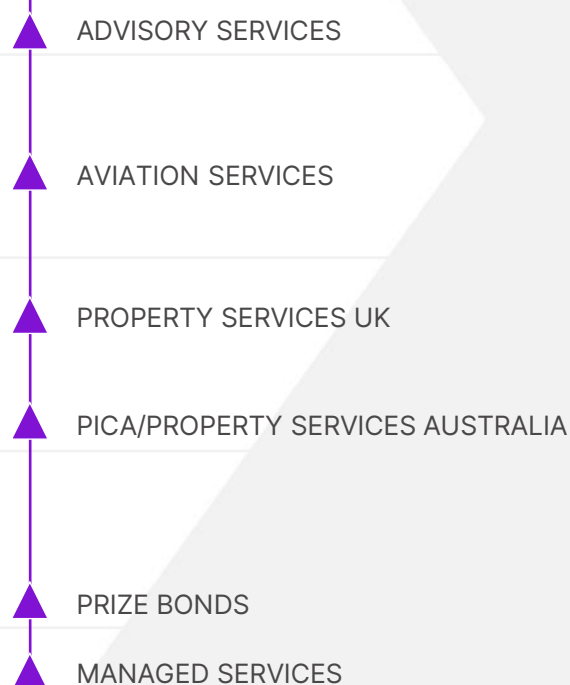 ADVISORY SERVICES
AVIATION SERVICES
PROPERTY SERVICES UK
PICA/PROPERTY SERVICES AUSTRALIA
PRIZE BONDS
MANAGED SERVICES